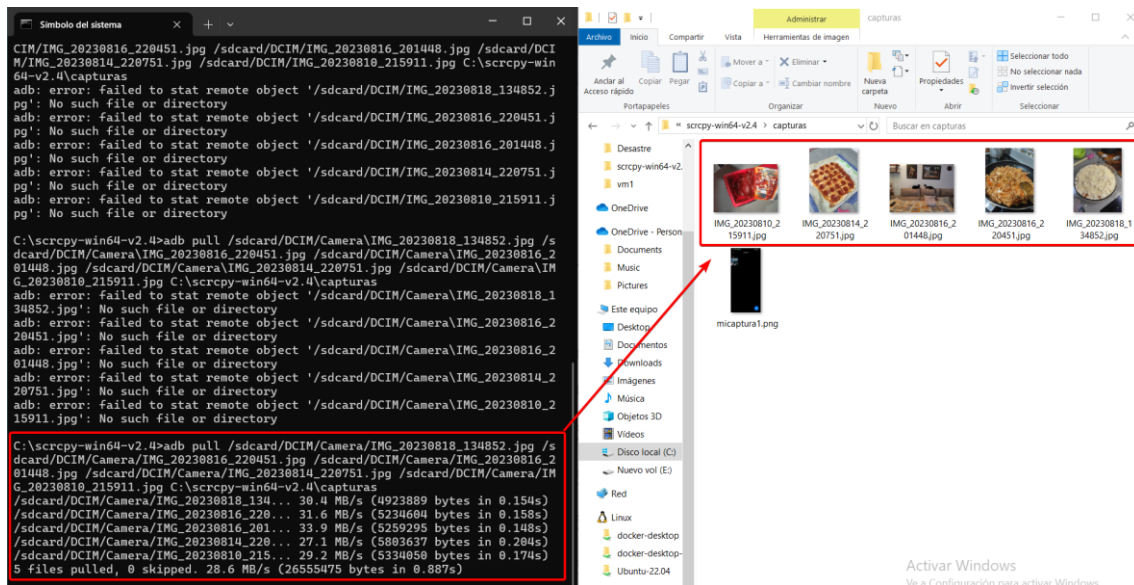 Símbolo del sistema
CIM/IMG_20230816_220451.jpg /sdcard/DCIM/IMG_20230816_201448.jpg /sdcard/DCI
M/IMG_20230814_220751.jpg /sdcard/DCIM/IMG_20230810_215911.jpg C:\scrcpy-win
64-v2.4\capturas
adb: error: failed to stat remote object '/sdcard/DCIM/IMG_20230818_134852.j
pg': No such file or directory
adb: error: failed to stat remote object '/sdcard/DCIM/IMG_20230816_220451.j
pg': No such file or directory
adb: error: failed to stat remote object '/sdcard/DCIM/IMG_20230816_201448.j
pg': No such file or directory
adb: error: failed to stat remote object '/sdcard/DCIM/IMG_20230814_220751.j
pg': No such file or directory
adb: error: failed to stat remote object '/sdcard/DCIM/IMG_20230810_215911.j
pg': No such file or directory
C:\scrcpy-win64-v2.4>adb pull /sdcard/DCIM/Camera\IMG_20230818_134852.jpg /s
dcard/DCIM/Camera\IMG_20230816_220451.jpg /sdcard/DCIM/Camera\IMG_20230816_2
01448.jpg /sdcard/DCIM/Camera\IMG_20230814_220751.jpg /sdcard/DCIM/Camera\IM
G_20230810_215911.jpg C:\scrcpy-win64-v2.4\capturas
adb: error: failed to stat remote object '/sdcard/DCIM/Camera\IMG_20230818_1
34852.jpg': No such file or directory
adb: error: failed to stat remote object '/sdcard/DCIM/Camera\IMG_20230816_2
20451.jpg': No such file or directory
adb: error: failed to stat remote object '/sdcard/DCIM/Camera\IMG_20230816_2
01448.jpg': No such file or directory
adb: error: failed to stat remote object '/sdcard/DCIM/Camera\IMG_20230814_2
20751.jpg': No such file or directory
adb: error: failed to stat remote object '/sdcard/DCIM/Camera\IMG_20230810_2
15911.jpg': No such file or directory
C:\scrcpy-win64-v2.4>adb pull /sdcard/DCIM/Camera/IMG_20230818_134852.jpg /s
dcard/DCIM/Camera/IMG_20230816_220451.jpg /sdcard/DCIM/Camera/IMG_20230816_2
01448.jpg /sdcard/DCIM/Camera/IMG_20230814_220751.jpg /sdcard/DCIM/Camera/IM
G_20230810_215911.jpg C:\scrcpy-win64-v2.4\capturas
/sdcard/DCIM/Camera/IMG_20230818_134... 30.4 MB/s (4923889 bytes in 0.154s)
/sdcard/DCIM/Camera/IMG_20230816_220... 31.6 MB/s (5234604 bytes in 0.158s)
/sdcard/DCIM/Camera/IMG_20230816_201... 33.9 MB/s (5259295 bytes in 0.148s)
/sdcard/DCIM/Camera/IMG_20230814_220... 27.1 MB/s (5803637 bytes in 0.204s)
/sdcard/DCIM/Camera/IMG_20230810_215... 29.2 MB/s (5334050 bytes in 0.174s)
5 files pulled, 0 skipped. 28.6 MB/s (26555475 bytes in 0.887s)
Administrar capturas
Archivo Inicio Compartir Vista Herramientas de imagen
Anclar al
Acceso rápido
Copiar Pegar
Mover a
Eliminar
Copiar a
Cambiar nombre
Nueva
carpeta
Propiedades
Seleccionar todo
No seleccionar nada
Invertir selección
Portapapeles Organizar Nuevo Abrir Seleccionar
« scrcpy-win64-v2.4 > capturas
Buscar en capturas
Desastre
scrcpy-win64-v2.
vm1
OneDrive
OneDrive - Person
Documents
Music
Pictures
Este equipo
Desktop
Documentos
Downloads
Imágenes
Música
Objetos 3D
Vídeos
Disco local (C:)
Nuevo vol (E:)
Red
Linux
docker-desktop
docker-desktop-
Ubuntu-22.04
IMG_20230810_2
15911.jpg
IMG_20230814_2
20751.jpg
IMG_20230816_2
01448.jpg
IMG_20230816_2
20451.jpg
IMG_20230818_1
34852.jpg
micaptura1.png
Activar Windows
Ve a Configuración para activar Windows.